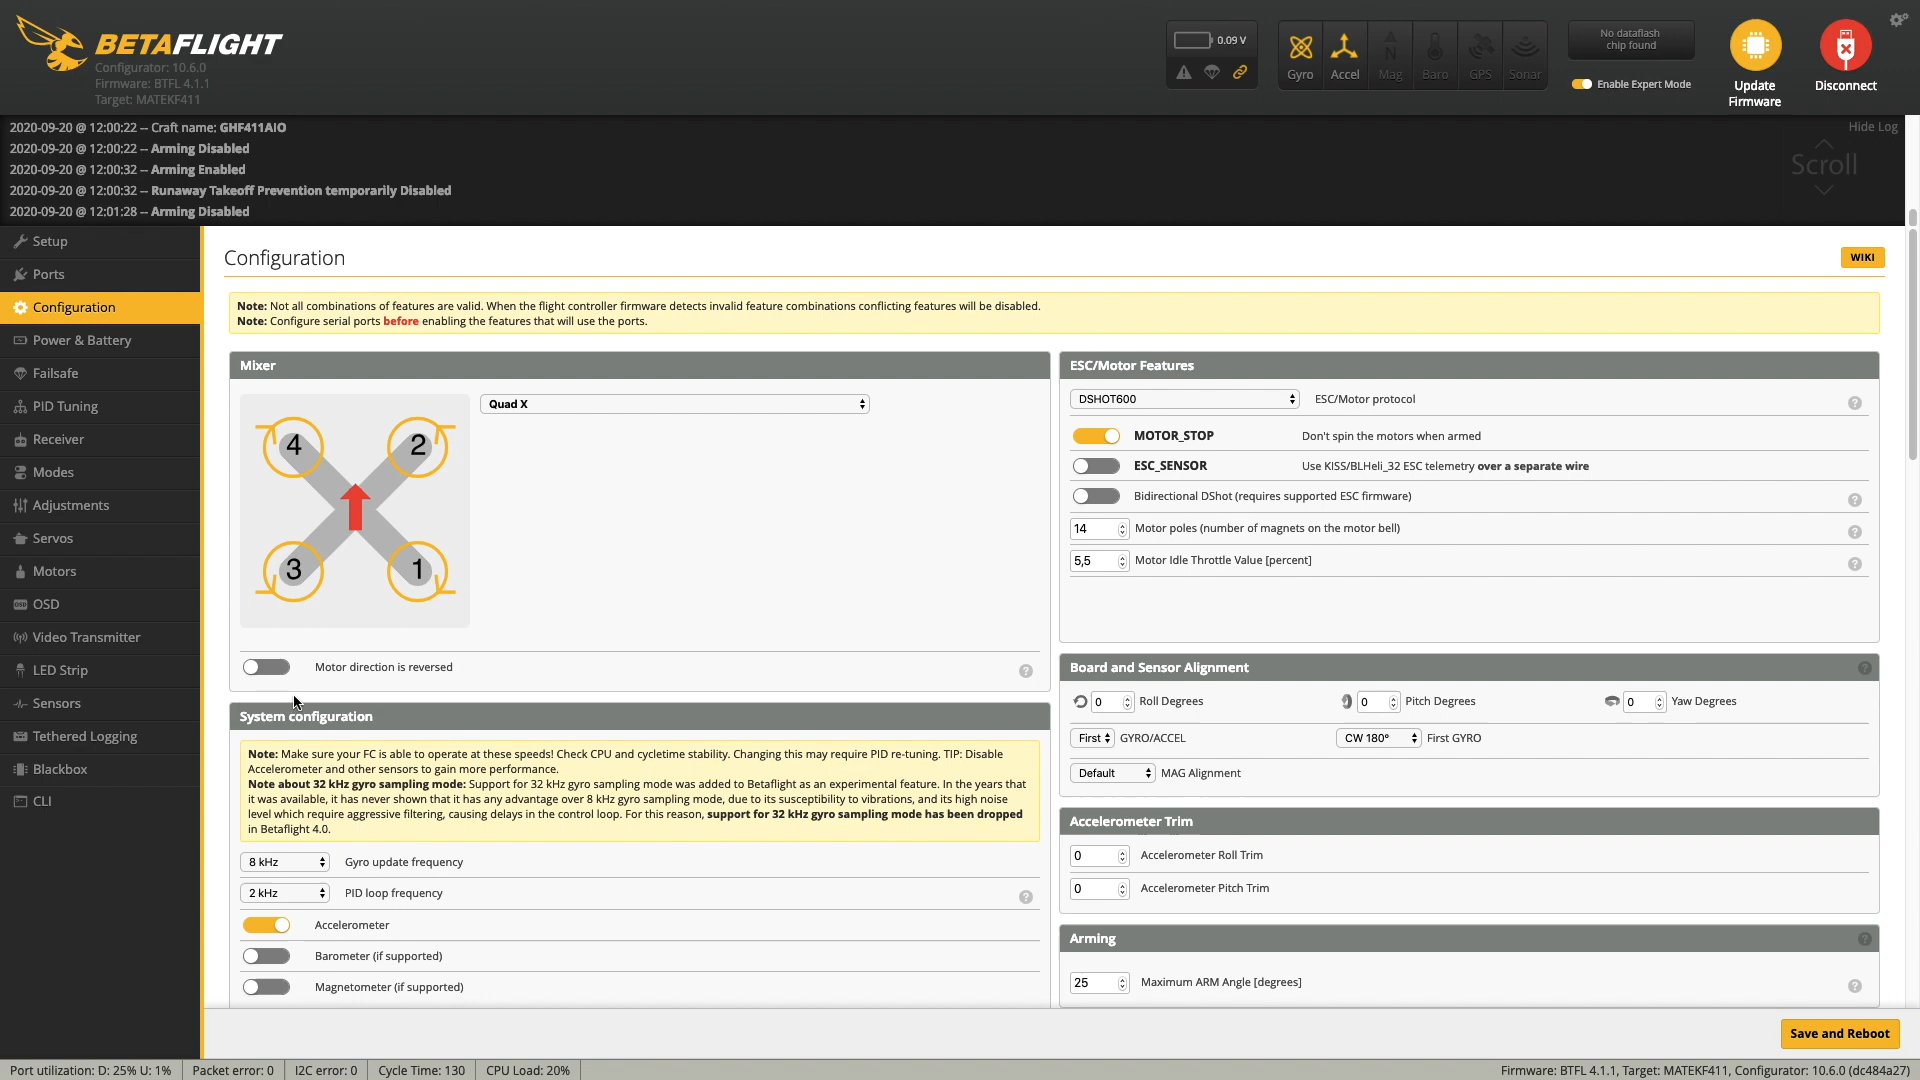 BETAFLIGHT
Configurator: 10.6.0
Firmware: BTFL 4.1.1
Target: MATEKF411
0.09 V
Gyro
Accel
Mag
Baro
GPS
Sonar
No dataflash
chip found
Enable Expert Mode
Update
Firmware
Disconnect
2020-09-20 @ 12:00:22 -- Craft name: GHF411AIO
2020-09-20 @ 12:00:22 -- Arming Disabled
2020-09-20 @ 12:00:32 -- Arming Enabled
2020-09-20 @ 12:00:32 -- Runaway Takeoff Prevention temporarily Disabled
2020-09-20 @ 12:01:28 -- Arming Disabled
Hide Log
Scroll
Setup
Ports
Configuration
Power & Battery
Failsafe
PID Tuning
Receiver
Modes
Adjustments
Servos
Motors
OSD
Video Transmitter
LED Strip
Sensors
Tethered Logging
Blackbox
CLI
Configuration
WIKI
Note: Not all combinations of features are valid. When the flight controller firmware detects invalid feature combinations conflicting features will be disabled.
Note: Configure serial ports before enabling the features that will use the ports.
Mixer
Quad X
4
2
3
1
Motor direction is reversed
?
System configuration
Note: Make sure your FC is able to operate at these speeds! Check CPU and cycletime stability. Changing this may require PID re-tuning. TIP: Disable
Accelerometer and other sensors to gain more performance.
Note about 32 kHz gyro sampling mode: Support for 32 kHz gyro sampling mode was added to Betaflight as an experimental feature. In the years that
it was available, it has never shown that it has any advantage over 8 kHz gyro sampling mode, due to its susceptibility to vibrations, and its high noise
level which require aggressive filtering, causing delays in the control loop. For this reason, support for 32 kHz gyro sampling mode has been dropped
in Betaflight 4.0.
8 kHz Gyro update frequency
2 kHz PID loop frequency ?
Accelerometer
Barometer (if supported)
Magnetometer (if supported)
ESC/Motor Features
DSHOT600 ESC/Motor protocol ?
MOTOR_STOP Don't spin the motors when armed
ESC_SENSOR Use KISS/BLHeli_32 ESC telemetry over a separate wire
Bidirectional DShot (requires supported ESC firmware) ?
14 Motor poles (number of magnets on the motor bell) ?
5,5 Motor Idle Throttle Value [percent] ?
Board and Sensor Alignment ?
0 Roll Degrees 0 Pitch Degrees 0 Yaw Degrees
First GYRO/ACCEL CW 180° First GYRO
Default MAG Alignment
Accelerometer Trim
0 Accelerometer Roll Trim
0 Accelerometer Pitch Trim
Arming ?
25 Maximum ARM Angle [degrees] ?
Save and Reboot
Port utilization: D: 25% U: 1% Packet error: 0 I2C error: 0 Cycle Time: 130 CPU Load: 20% Firmware: BTFL 4.1.1, Target: MATEKF411, Configurator: 10.6.0 (dc484a27)